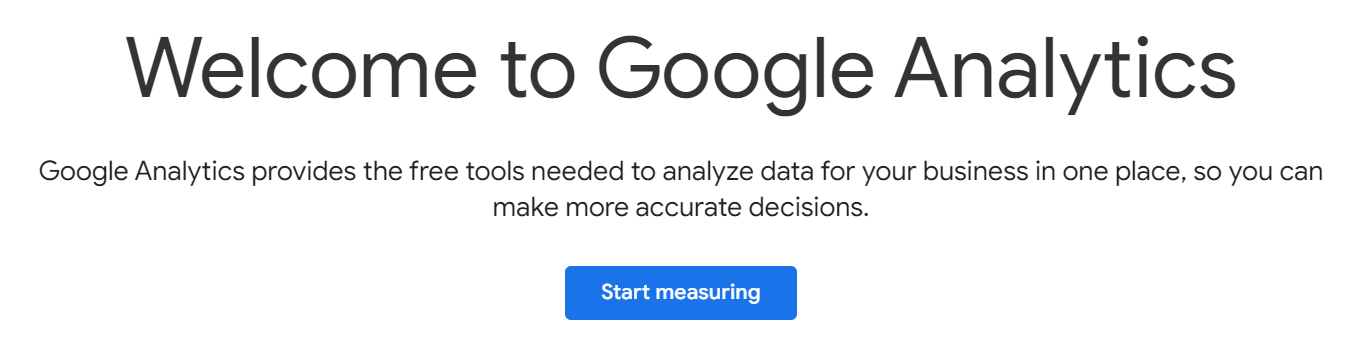 Welcome to Google Analytics
Google Analytics provides the free tools needed to analyze data for your business in one place, so you can
make more accurate decisions.
Start measuring